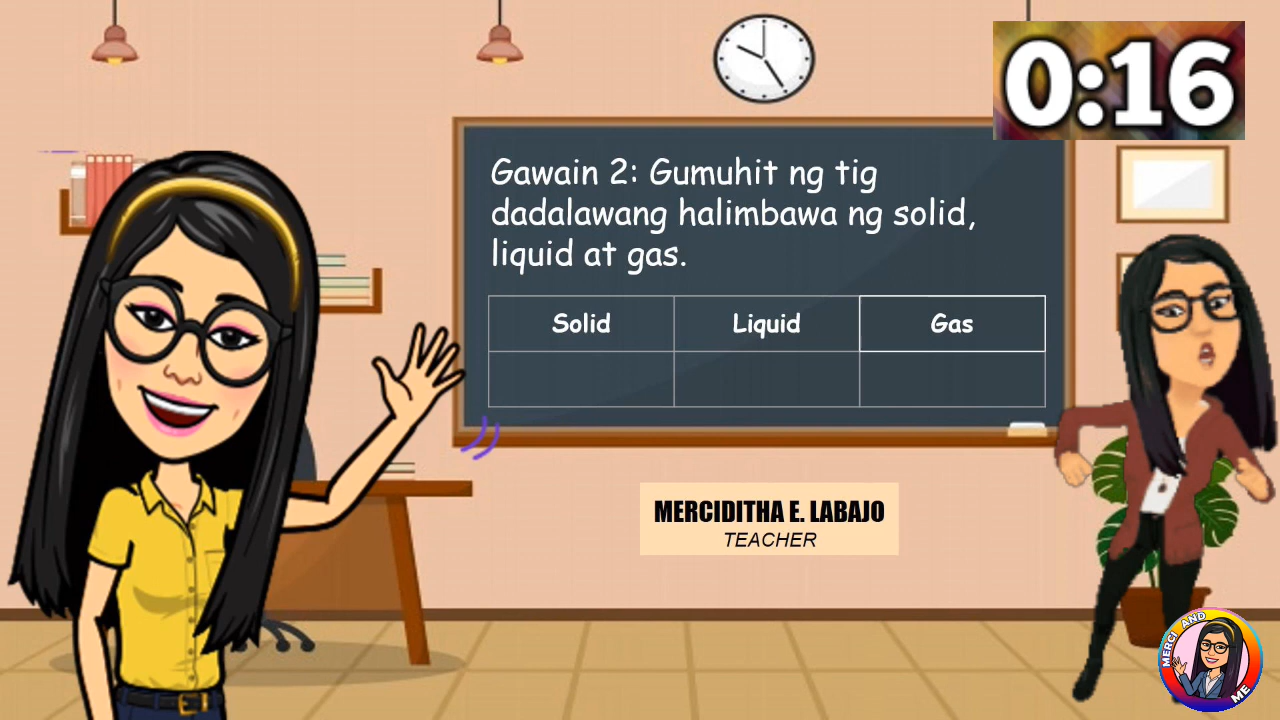 0:16
Gawain 2: Gumuhit ng tig
dadalawang halimbawa ng solid,
liquid at gas.
Solid Liquid Gas
MERCIDITHA E. LABAJO
TEACHER
MERCI AND
ME